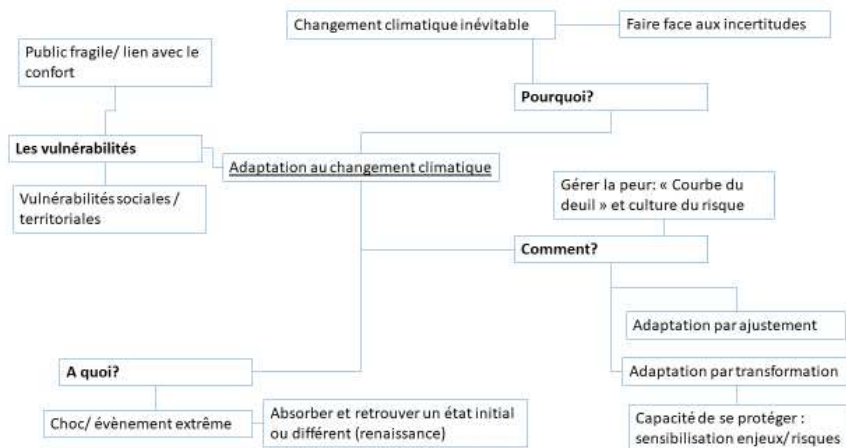 Changement climatique inévitable
Faire face aux incertitudes
Public fragile/ lien avec le
confort
Pourquoi?
Les vulnérabilités
Adaptation au changement climatique
Vulnérabilités sociales /
territoriales
Gérer la peur: « Courbe du
deuil » et culture du risque
Comment?
Adaptation par ajustement
A quoi?
Adaptation par transformation
Choc/ évènement extrême
Absorber et retrouver un état initial
ou différent (renaissance)
Capacité de se protéger :
sensibilisation enjeux/risques